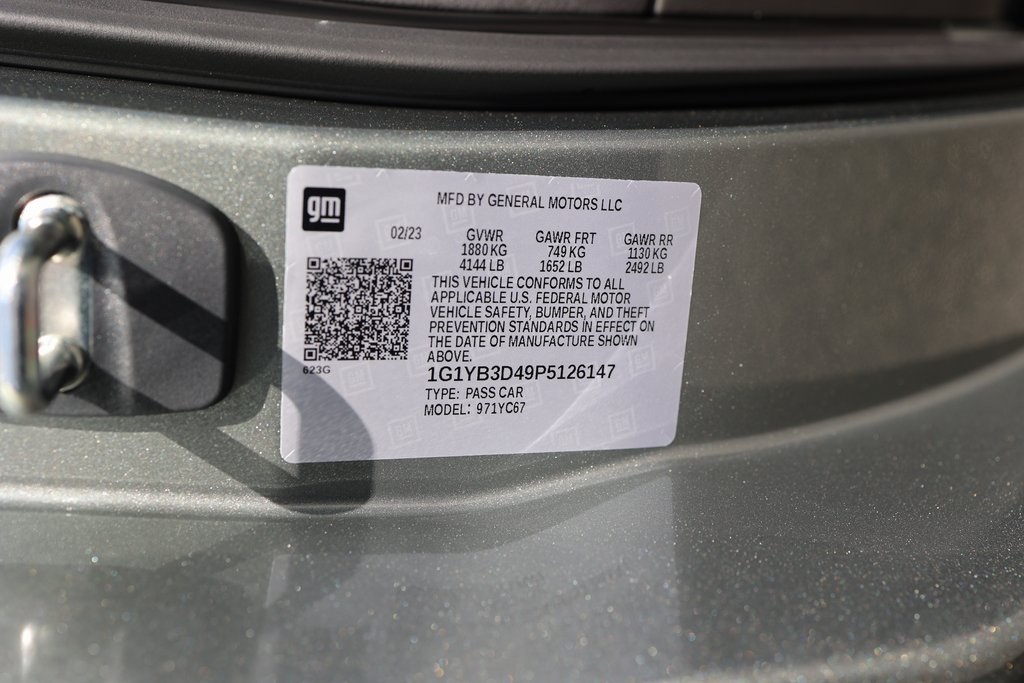 gm
MFD BY GENERAL MOTORS LLC
02/23
GVWR GAWR FRT GAWR RR
1880 KG 749 KG 1130 KG
4144 LB 1652 LB 2492 LB
THIS VEHICLE CONFORMS TO ALL
APPLICABLE U.S. FEDERAL MOTOR
VEHICLE SAFETY, BUMPER, AND THEFT
PREVENTION STANDARDS IN EFFECT ON
THE DATE OF MANUFACTURE SHOWN
ABOVE.
623G
1G1YB3D49P5126147
TYPE: PASS CAR
MODEL: 971YC67